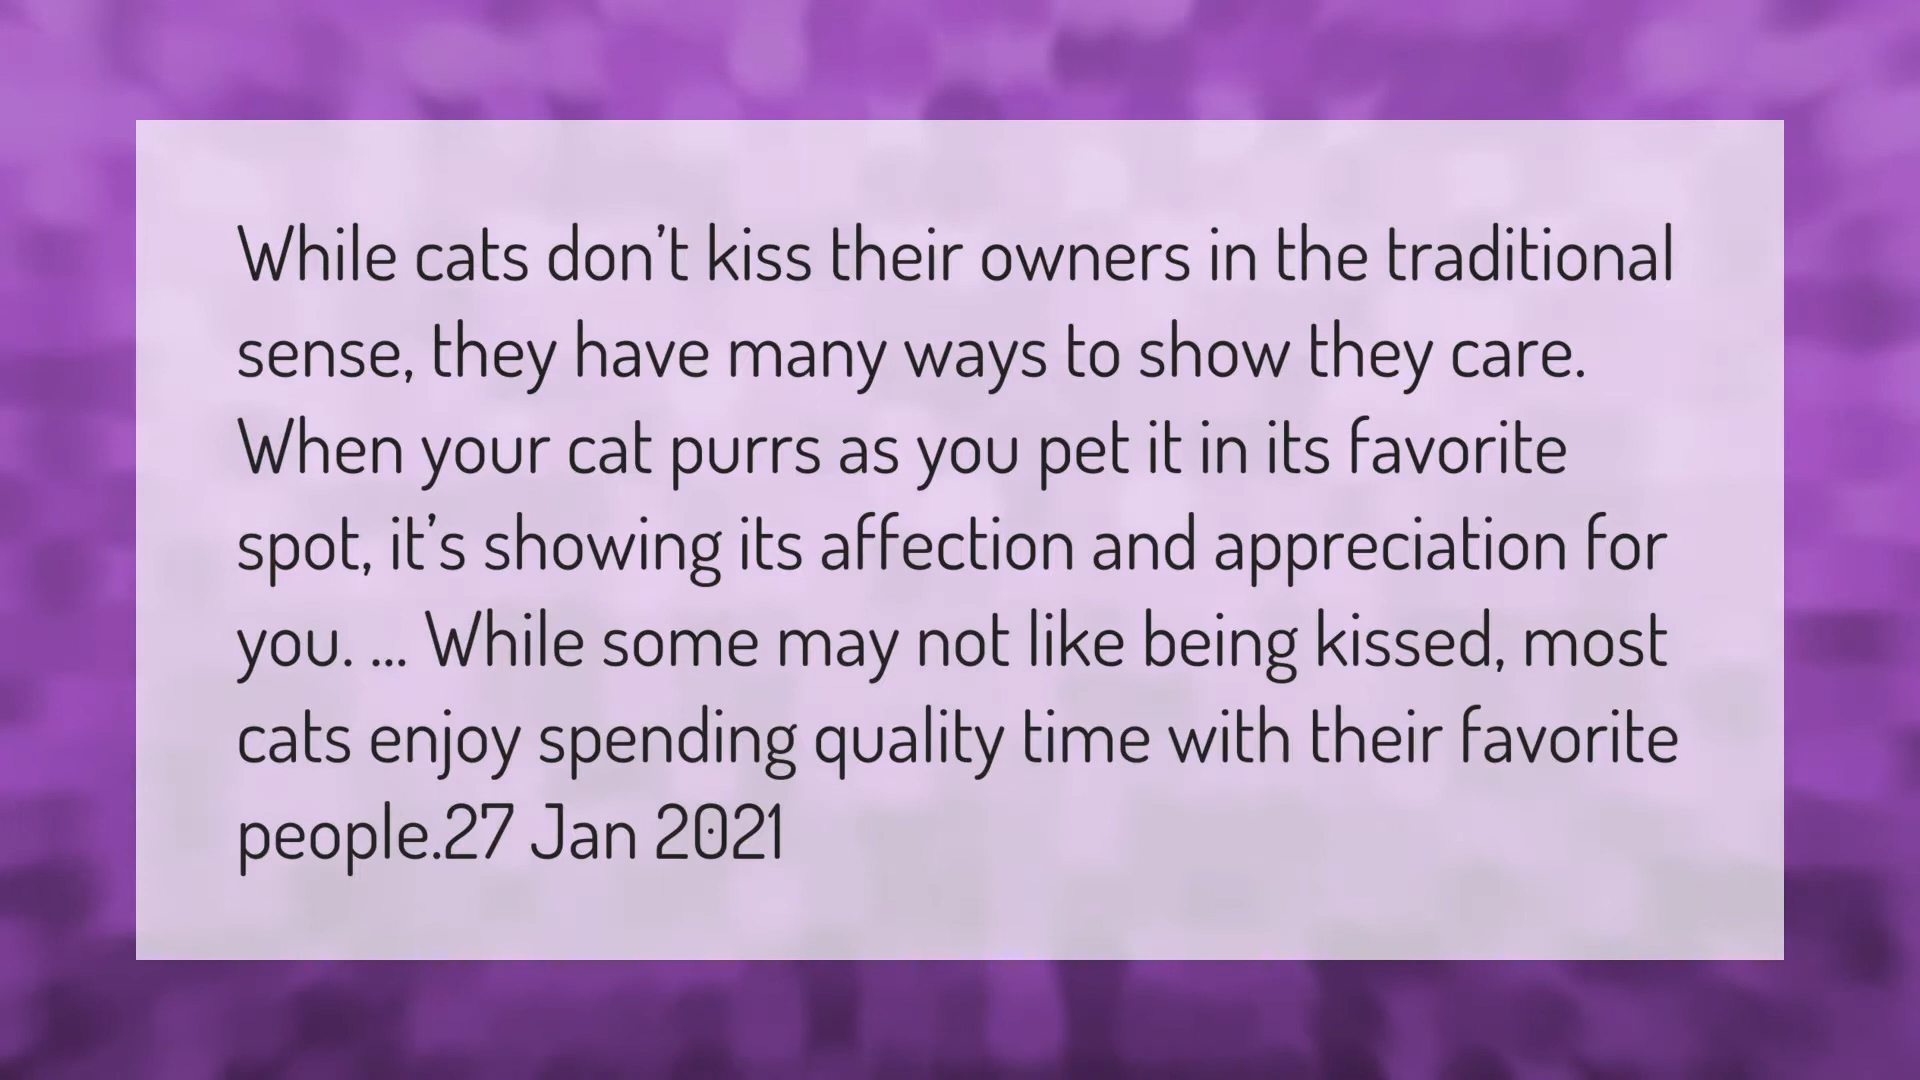 While cats don’t kiss their owners in the traditional
sense, they have many ways to show they care.
When your cat purrs as you pet it in its favorite
spot, it’s showing its affection and appreciation for
you. ... While some may not like being kissed, most
cats enjoy spending quality time with their favorite
people.27 Jan 2021